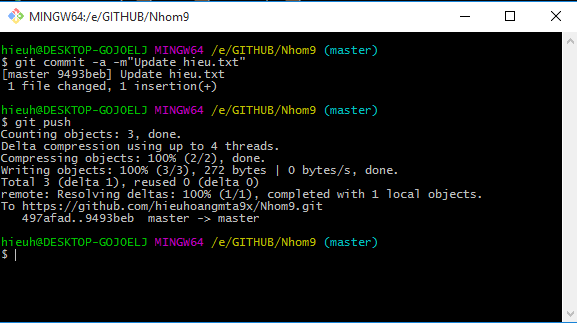 MINGW64:/e/GITHUB/Nhom9
hieuh@DESKTOP-GOJOELJ MINGW64 /e/GITHUB/Nhom9 (master)
$ git commit -a -m"Update hieu.txt"
[master 9493beb] Update hieu.txt
 1 file changed, 1 insertion(+)

hieuh@DESKTOP-GOJOELJ MINGW64 /e/GITHUB/Nhom9 (master)
$ git push
Counting objects: 3, done.
Delta compression using up to 4 threads.
Compressing objects: 100% (2/2), done.
Writing objects: 100% (3/3), 272 bytes | 0 bytes/s, done.
Total 3 (delta 1), reused 0 (delta 0)
remote: Resolving deltas: 100% (1/1), completed with 1 local objects.
To https://github.com/hieuhoangmta9x/Nhom9.git
   497afad..9493beb  master -> master

hieuh@DESKTOP-GOJOELJ MINGW64 /e/GITHUB/Nhom9 (master)
$